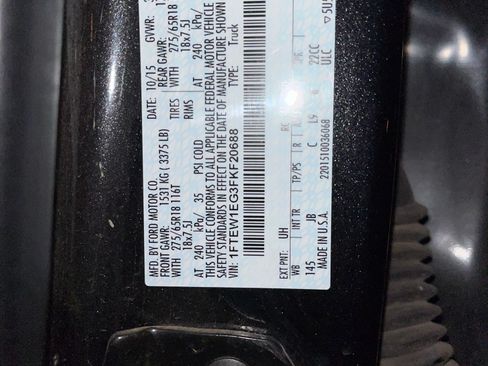 MFD. BY FORD MOTOR CO.
DATE: 10/15 GVWR:
FRONT GAWR: 1531 KG ( 3375 LB) REAR GAWR:
WITH 275/65R18 116T TIRES WITH 275/65R18
18x7.5J RIMS 18x7.5J
AT 240 kPa/ 35 PSI COLD AT 240 kPa/
THIS VEHICLE CONFORMS TO ALL APPLICABLE FEDERAL MOTOR VEHICLE
SAFETY STANDARDS IN EFFECT ON THE DATE OF MANUFACTURE SHOWN
VIN: 1FTEW1EG3FKF20688 TYPE: Truck
EXT PNT: UH RC
WB INT TR TP/PS R A
145 JB L9 22CC
2201510036068 ULC
MADE IN U.S.A.